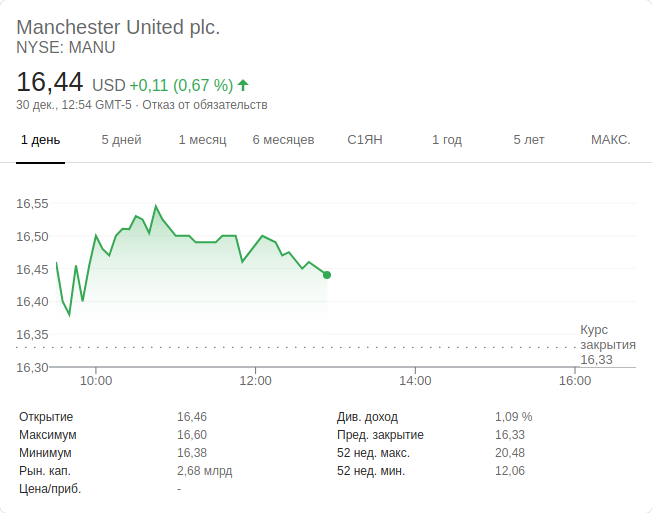 Manchester United plc.
NYSE: MANU
16,44 USD +0,11 (0,67 %)
30 дек., 12:54 GMT-5 · Отказ от обязательств
1 день 5 дней 1 месяц 6 месяцев С1ЯН 1 год 5 лет МАКС.
16,55
16,50
16,45
16,40
16,35
16,30
Курс
закрытия
16,33
10:00 12:00 14:00 16:00
Открытие 16,46 Див. доход 1,09 %
Максимум 16,60 Пред. закрытие 16,33
Минимум 16,38 52 нед. макс. 20,48
Рын. кап. 2,68 млрд 52 нед. мин. 12,06
Цена/приб. -